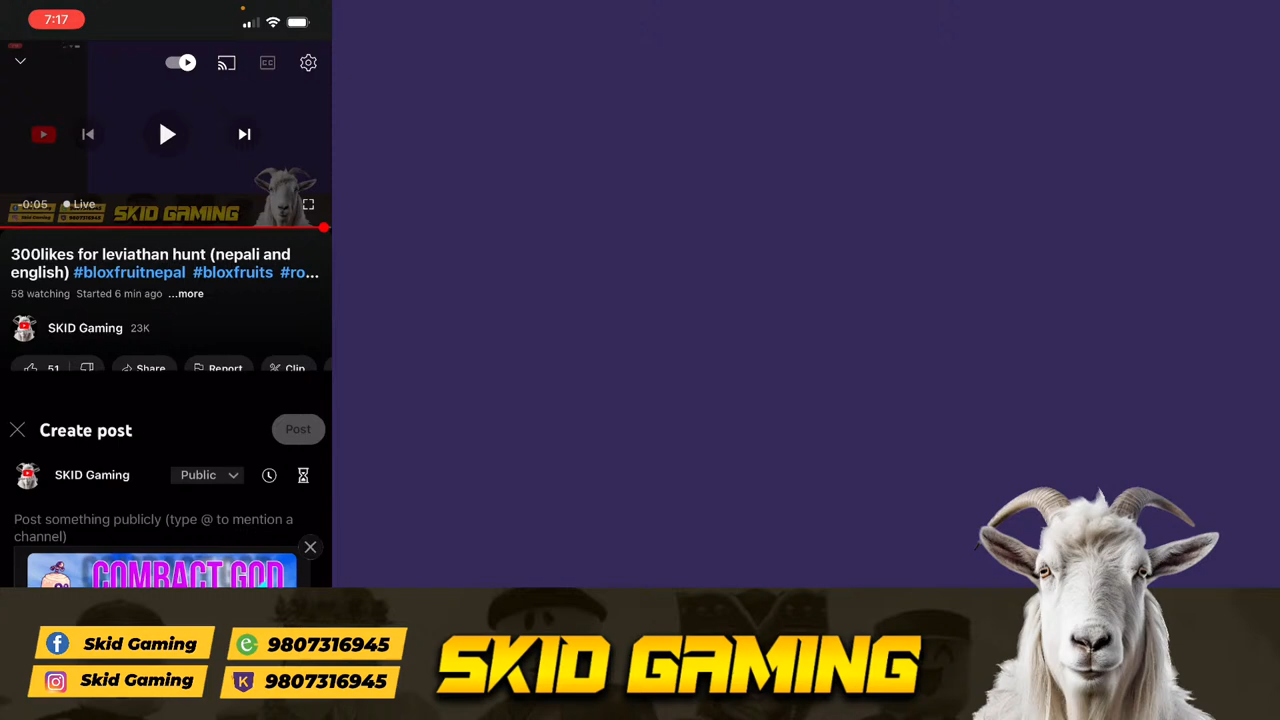 7:17
CC
-0:05 Live
SKID GAMING
300likes for leviathan hunt (nepali and
english) #bloxfruitnepal #bloxfruits #ro...
58 watching Started 6 min ago ...more
SKID Gaming 23K
51 Share Report Clip
Create post
Post
SKID Gaming
Public
Post something publicly (type @ to mention a
channel)
COMBACT GOD
Skid Gaming
9807316945
Skid Gaming
9807316945
SKID GAMING